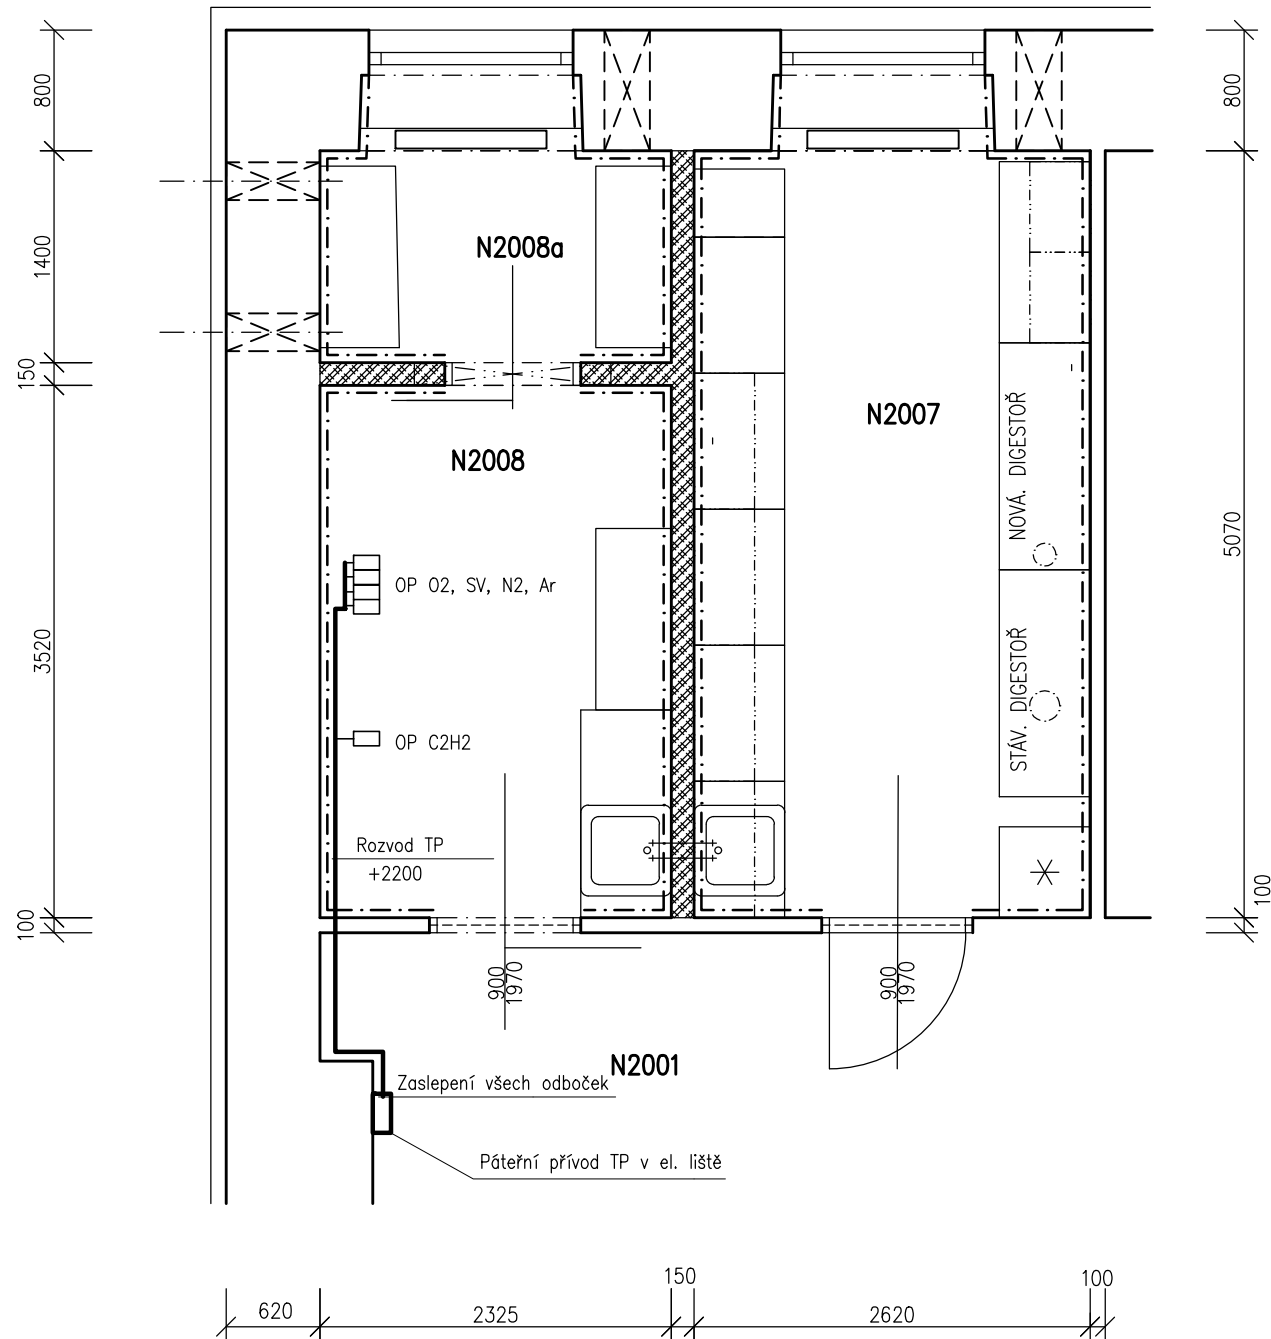 800
800
1400
N2008a
150
N2007
N2008
NOVÁ. DIGESTOŘ
5070
OP O2, SV, N2, Ar
3520
STÁV. DIGESTOŘ
OP C2H2
Rozvod TP
+2200
100
100
900
1970
900
1970
N2001
Zaslepení všech odboček
Páteřní přívod TP v el. liště
150
100
620
2325
2620